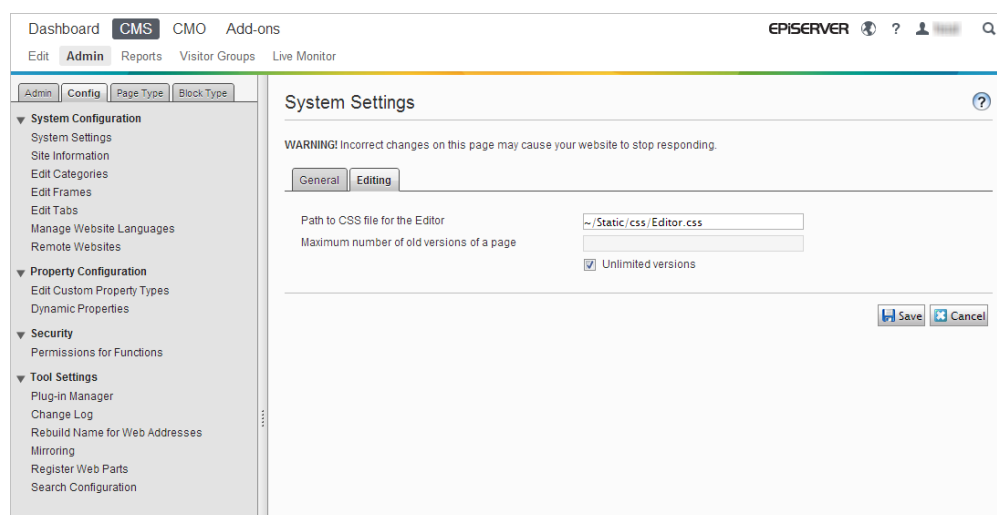 Dashboard CMS CMO Add-ons EPiSERVER ?
Edit Admin Reports Visitor Groups Live Monitor
Admin Config Page Type Block Type
System Configuration
System Settings
Site Information
Edit Categories
Edit Frames
Edit Tabs
Manage Website Languages
Remote Websites
Property Configuration
Edit Custom Property Types
Dynamic Properties
Security
Permissions for Functions
Tool Settings
Plug-in Manager
Change Log
Rebuild Name for Web Addresses
Mirroring
Register Web Parts
Search Configuration
System Settings ?
WARNING! Incorrect changes on this page may cause your website to stop responding.
General Editing
Path to CSS file for the Editor ~/Static/css/Editor.css
Maximum number of old versions of a page
Unlimited versions
Save Cancel